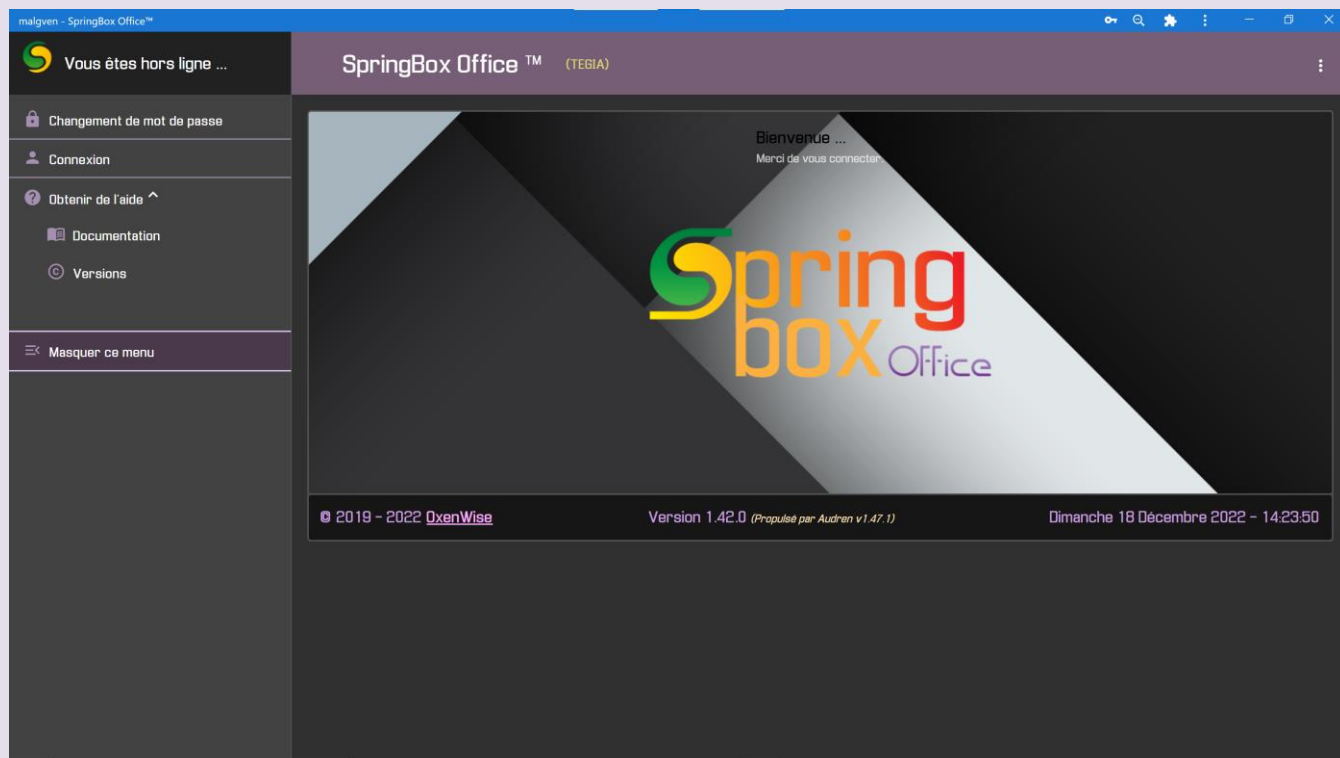 malgven - SpringBox Office™
Vous êtes hors ligne ...
SpringBox Office ™ (TEGIA)
Changement de mot de passe
Connexion
Obtenir de l'aide
Documentation
Versions
Masquer ce menu
Bienvenue ...
Merci de vous connecter.
Spring
box Office
© 2019 - 2022 OxenWise
Version 1.42.0 (Propulsé par Audren v1.47.1)
Dimanche 18 Décembre 2022 - 14:23:50